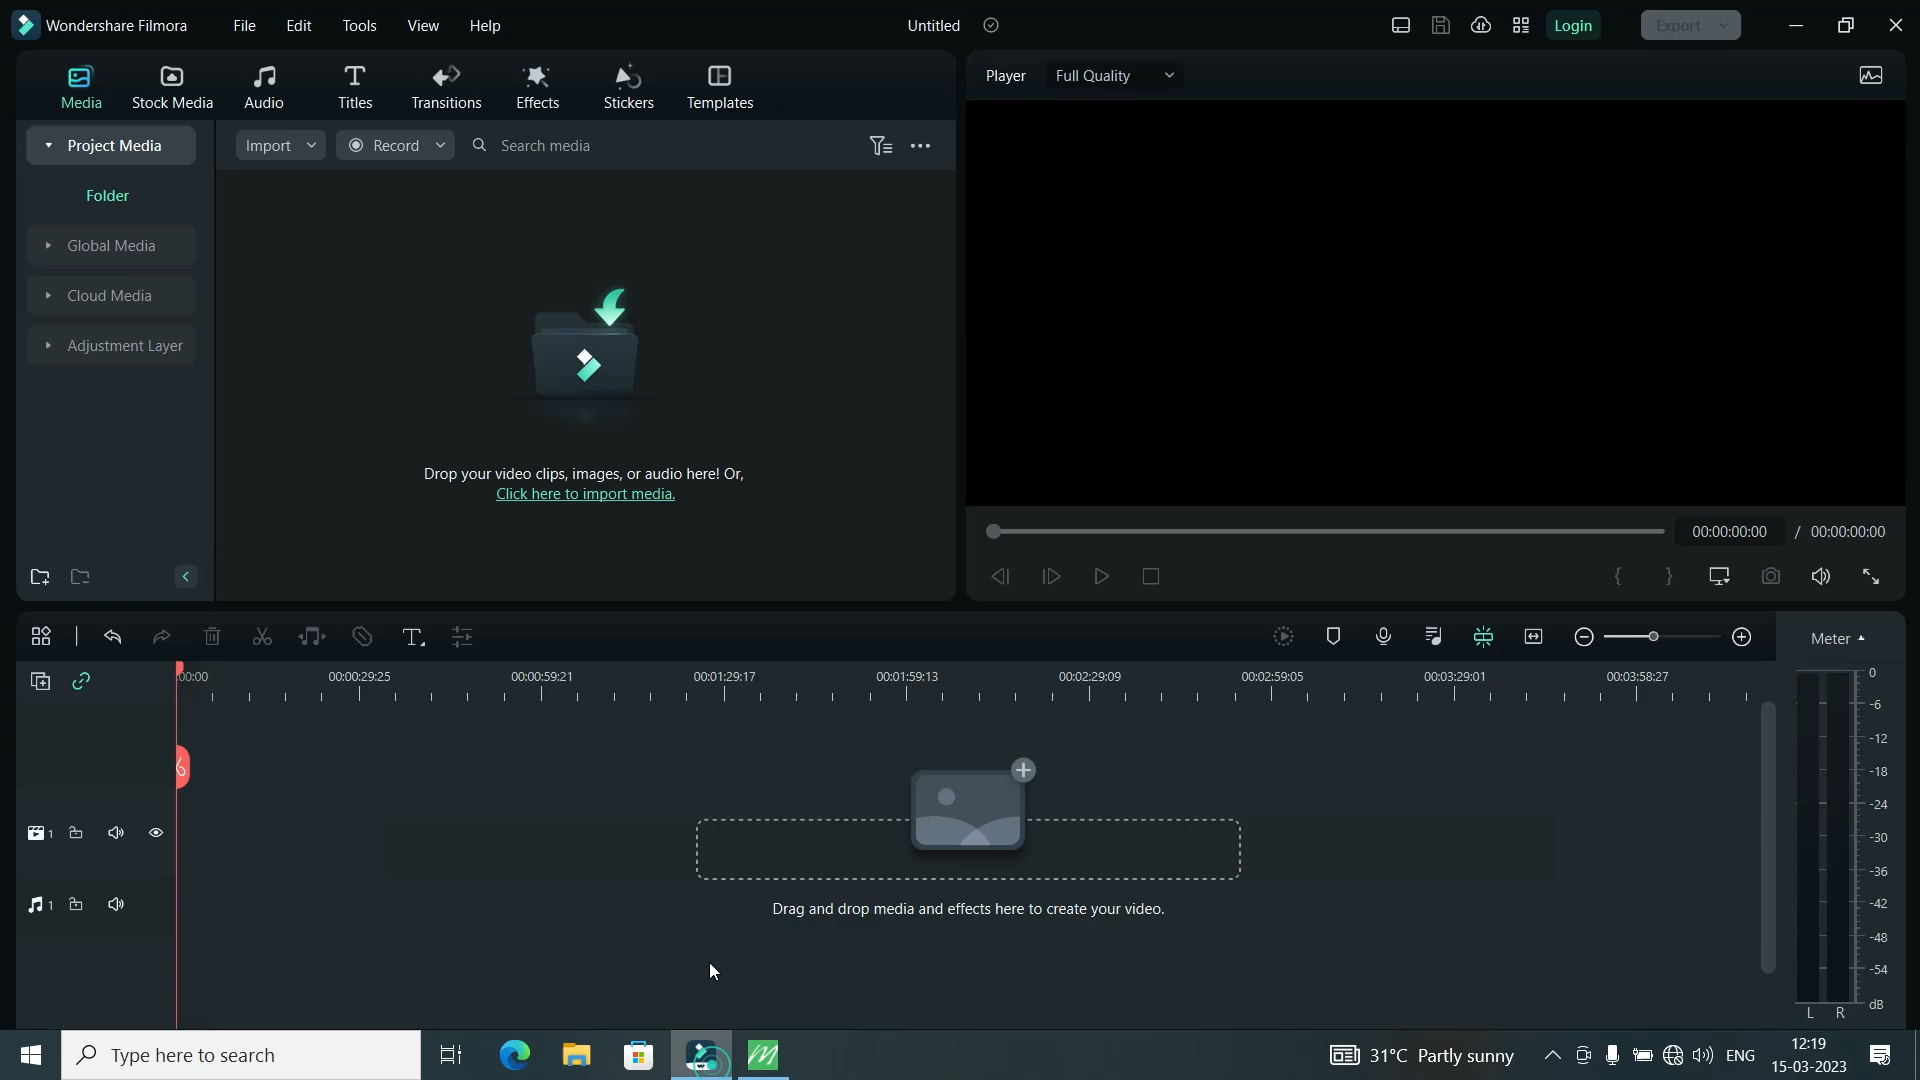 Wondershare Filmora File Edit Tools View Help Untitled Login Export
Media Stock Media Audio Titles Transitions Effects Stickers Templates
Player Full Quality
Project Media
Import Record Search media
Folder
Global Media
Cloud Media
Adjustment Layer
Drop your video clips, images, or audio here! Or,
Click here to import media.
00:00:00:00 / 00:00:00:00
Meter
:00:00 00:00:29:25 00:00:59:21 00:01:29:17 00:01:59:13 00:02:29:09 00:02:59:05 00:03:29:01 00:03:58:27
0
-6
-12
-18
-24
-30
-36
-42
-48
-54
dB
L R
1
1
Drag and drop media and effects here to create your video.
Type here to search
31°C Partly sunny
ENG
12:19
15-03-2023